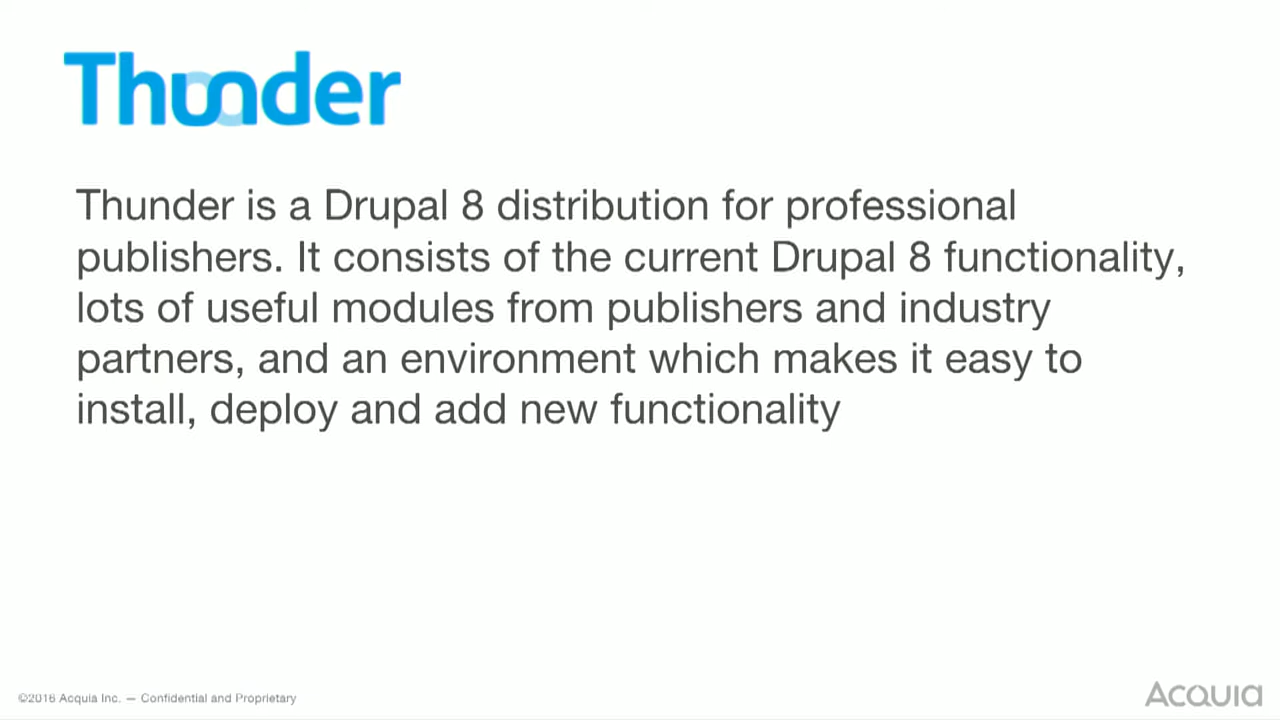 Thunder
Thunder is a Drupal 8 distribution for professional
publishers. It consists of the current Drupal 8 functionality,
lots of useful modules from publishers and industry
partners, and an environment which makes it easy to
install, deploy and add new functionality
©2016 Acquia Inc. — Confidential and Proprietary
Acquia